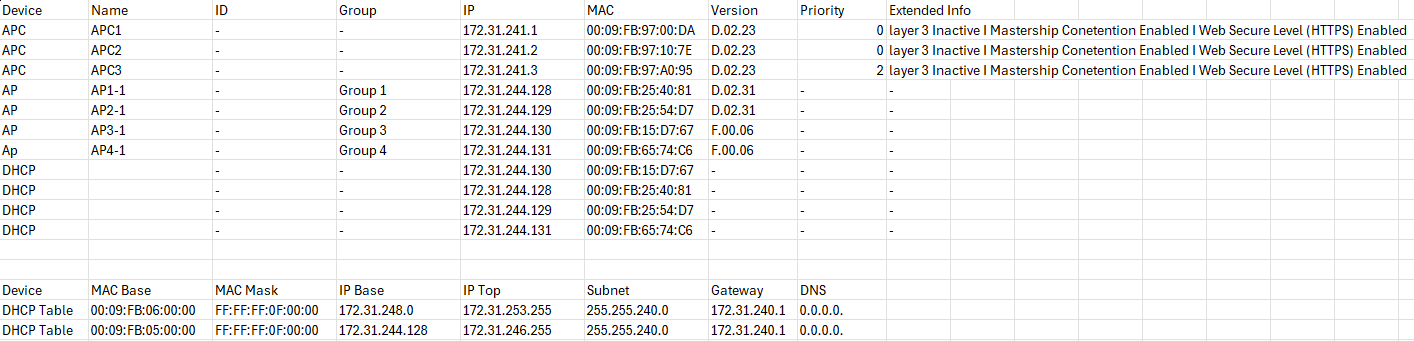 Device Name ID Group IP MAC Version Priority Extended Info
APC APC1 - - 172.31.241.1 00:09:FB:97:00:DA D.02.23 0 layer 3 Inactive I Mastership Conetention Enabled I Web Secure Level (HTTPS) Enabled
APC APC2 - - 172.31.241.2 00:09:FB:97:10:7E D.02.23 0 layer 3 Inactive I Mastership Conetention Enabled I Web Secure Level (HTTPS) Enabled
APC APC3 - - 172.31.241.3 00:09:FB:97:A0:95 D.02.23 2 layer 3 Inactive I Mastership Conetention Enabled I Web Secure Level (HTTPS) Enabled
AP AP1-1 - Group 1 172.31.244.128 00:09:FB:25:40:81 D.02.31 - -
AP AP2-1 - Group 2 172.31.244.129 00:09:FB:25:54:D7 D.02.31 - -
AP AP3-1 - Group 3 172.31.244.130 00:09:FB:15:D7:67 F.00.06 - -
Ap AP4-1 - Group 4 172.31.244.131 00:09:FB:65:74:C6 F.00.06 - -
DHCP - - 172.31.244.130 00:09:FB:15:D7:67 - - -
DHCP - - 172.31.244.128 00:09:FB:25:40:81 - - -
DHCP - - 172.31.244.129 00:09:FB:25:54:D7 - - -
DHCP - - 172.31.244.131 00:09:FB:65:74:C6 - - -
Device MAC Base MAC Mask IP Base IP Top Subnet Gateway DNS
DHCP Table 00:09:FB:06:00:00 FF:FF:FF:0F:00:00 172.31.248.0 172.31.253.255 255.255.240.0 172.31.240.1 0.0.0.0.
DHCP Table 00:09:FB:05:00:00 FF:FF:FF:0F:00:00 172.31.244.128 172.31.246.255 255.255.240.0 172.31.240.1 0.0.0.0.